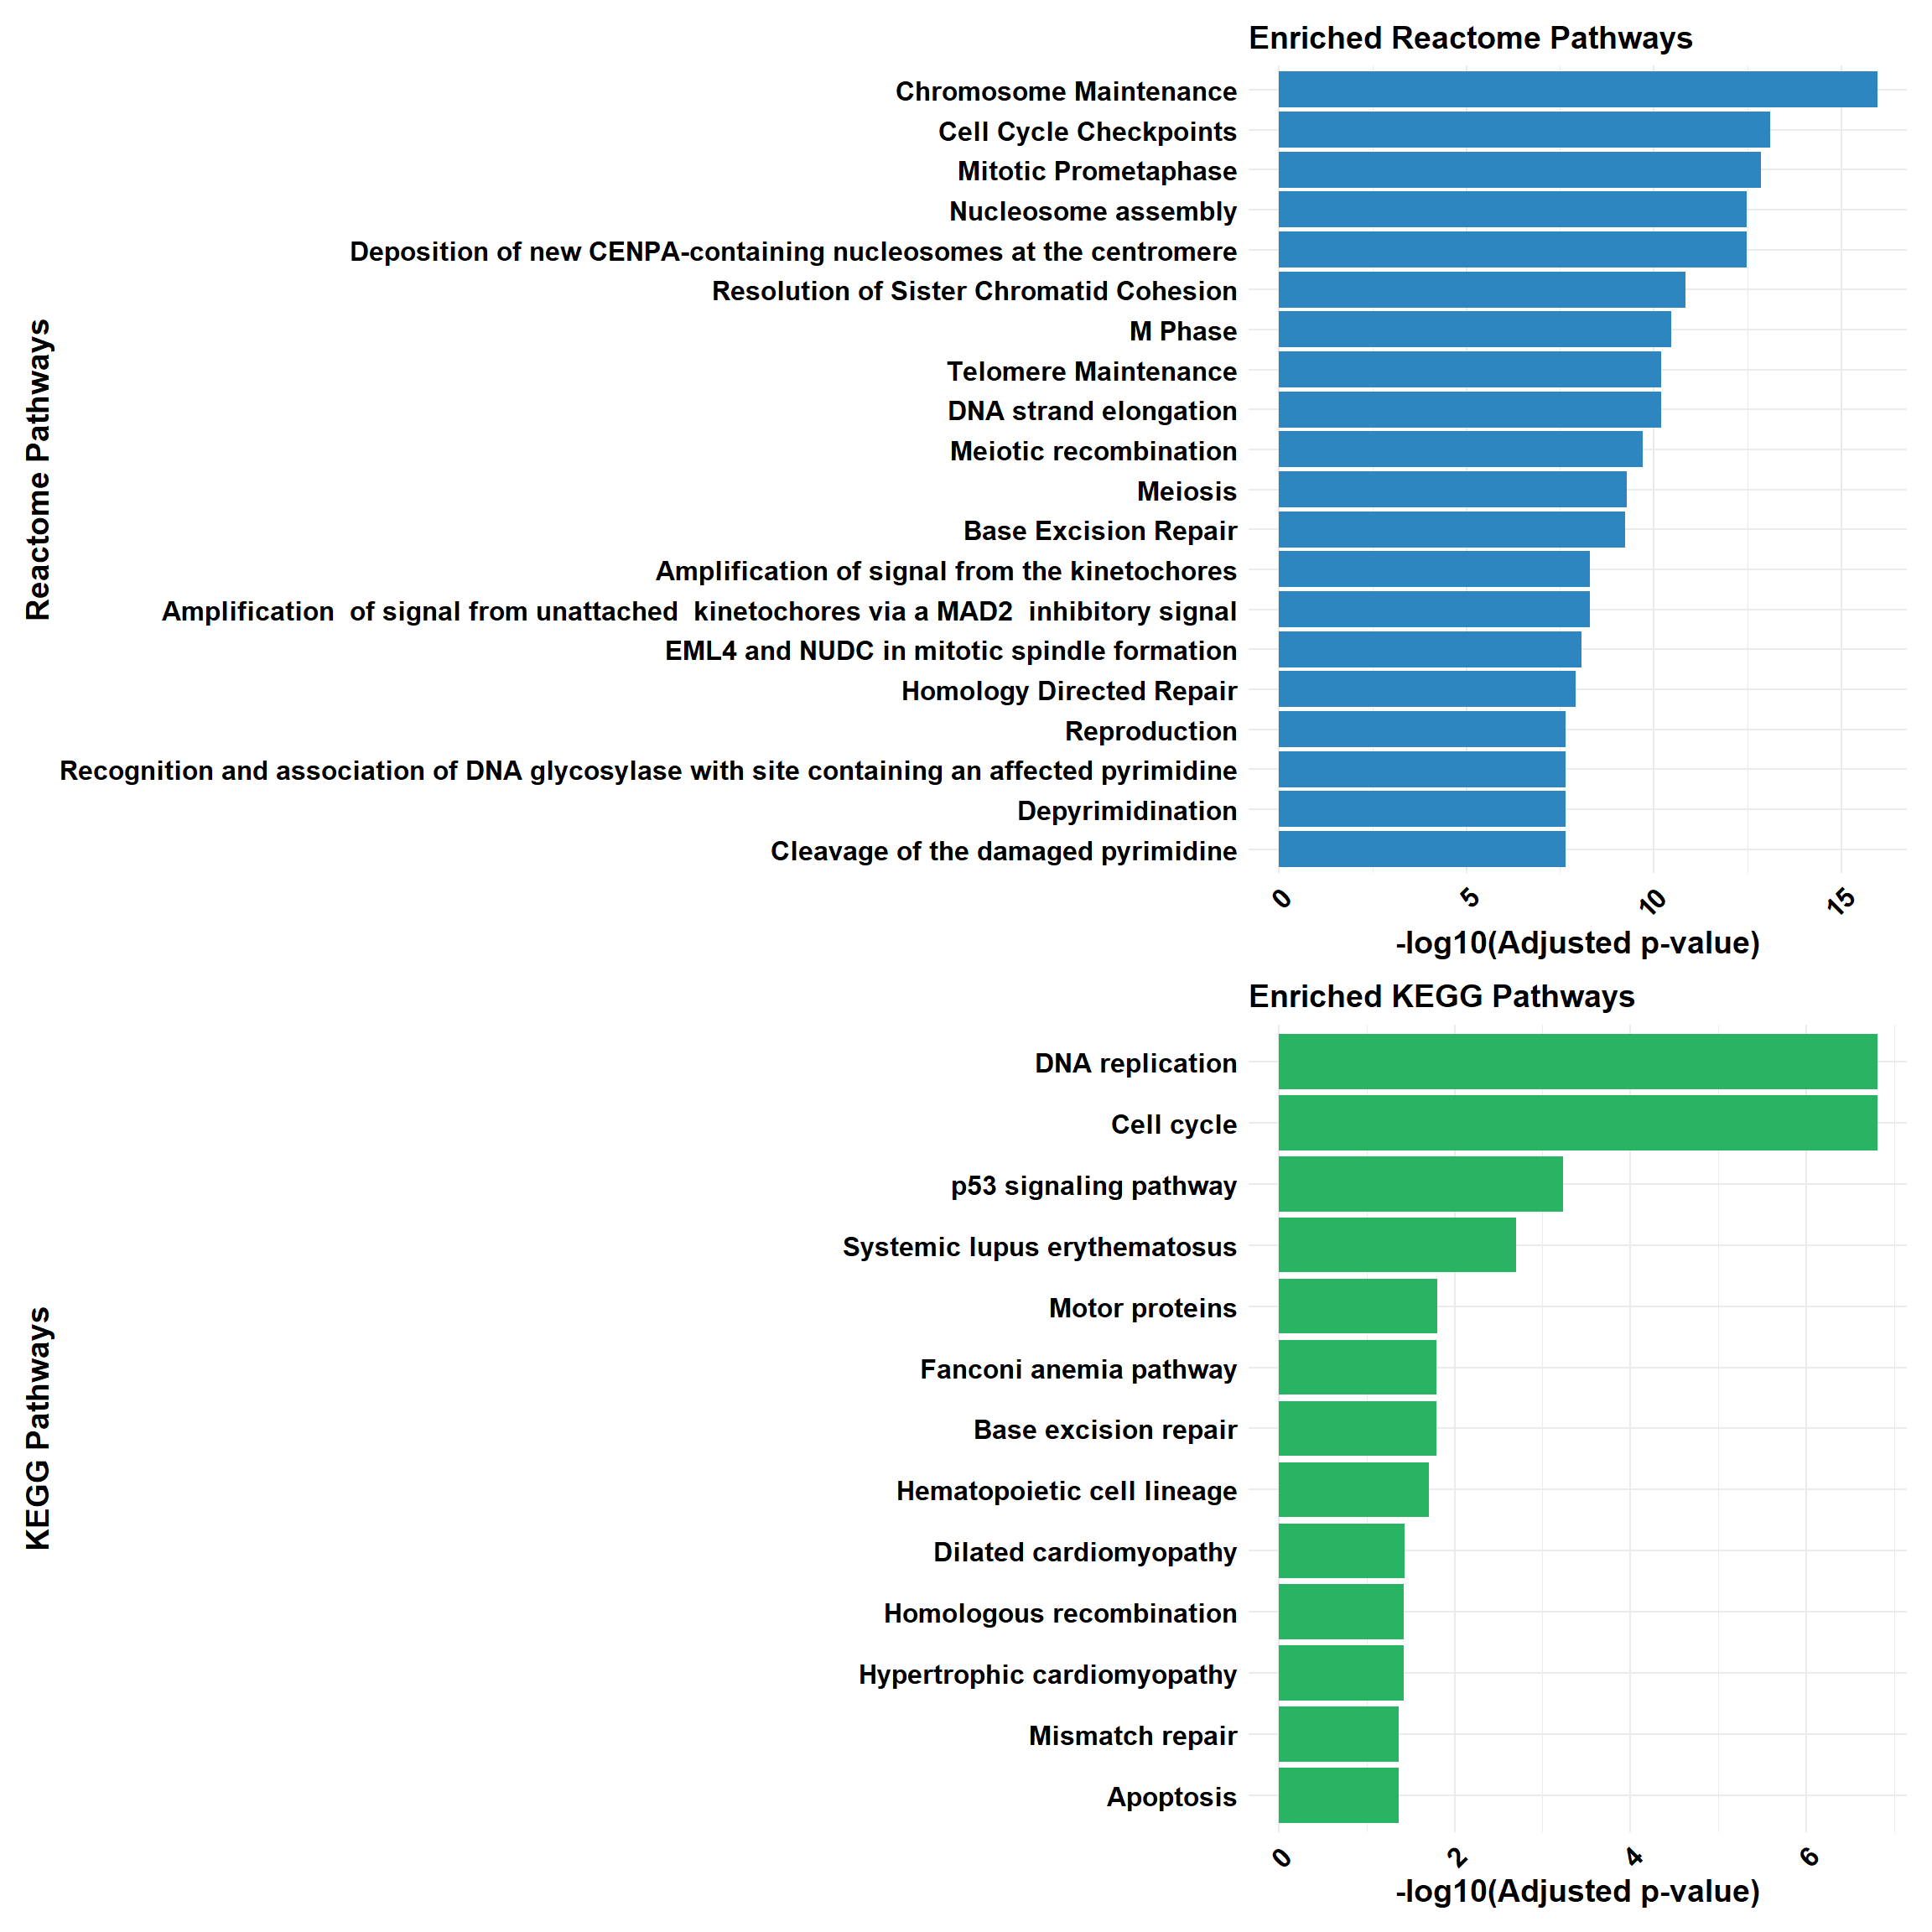 Enriched Reactome Pathways
Reactome Pathways
Chromosome Maintenance
Cell Cycle Checkpoints
Mitotic Prometaphase
Nucleosome assembly
Deposition of new CENPA-containing nucleosomes at the centromere
Resolution of Sister Chromatid Cohesion
M Phase
Telomere Maintenance
DNA strand elongation
Meiotic recombination
Meiosis
Base Excision Repair
Amplification of signal from the kinetochores
Amplification  of signal from unattached  kinetochores via a MAD2  inhibitory signal
EML4 and NUDC in mitotic spindle formation
Homology Directed Repair
Reproduction
Recognition and association of DNA glycosylase with site containing an affected pyrimidine
Depyrimidination
Cleavage of the damaged pyrimidine
0 5 10 15
-log10(Adjusted p-value)
Enriched KEGG Pathways
KEGG Pathways
DNA replication
Cell cycle
p53 signaling pathway
Systemic lupus erythematosus
Motor proteins
Fanconi anemia pathway
Base excision repair
Hematopoietic cell lineage
Dilated cardiomyopathy
Homologous recombination
Hypertrophic cardiomyopathy
Mismatch repair
Apoptosis
0 2 4 6
-log10(Adjusted p-value)